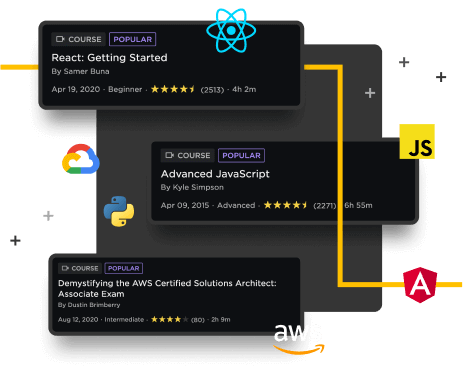 COURSE POPULAR
React: Getting Started
By Samer Buna
Apr 19, 2020 · Beginner · (2513) · 4h 2m
COURSE POPULAR
JS
Advanced JavaScript
By Kyle Simpson
Apr 09, 2015 · Advanced · (2271) 6h 55m
COURSE POPULAR
Demystifying the AWS Certified Solutions Architect:
Associate Exam
By Dustin Brimberry
Aug 12, 2020 · Intermediate · (80) · 2h 9m
aws